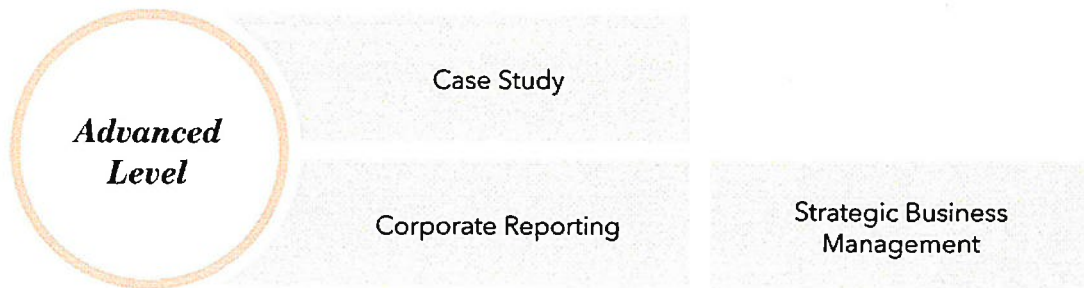 Advanced
Level
Case Study
Corporate Reporting
Strategic Business
Management